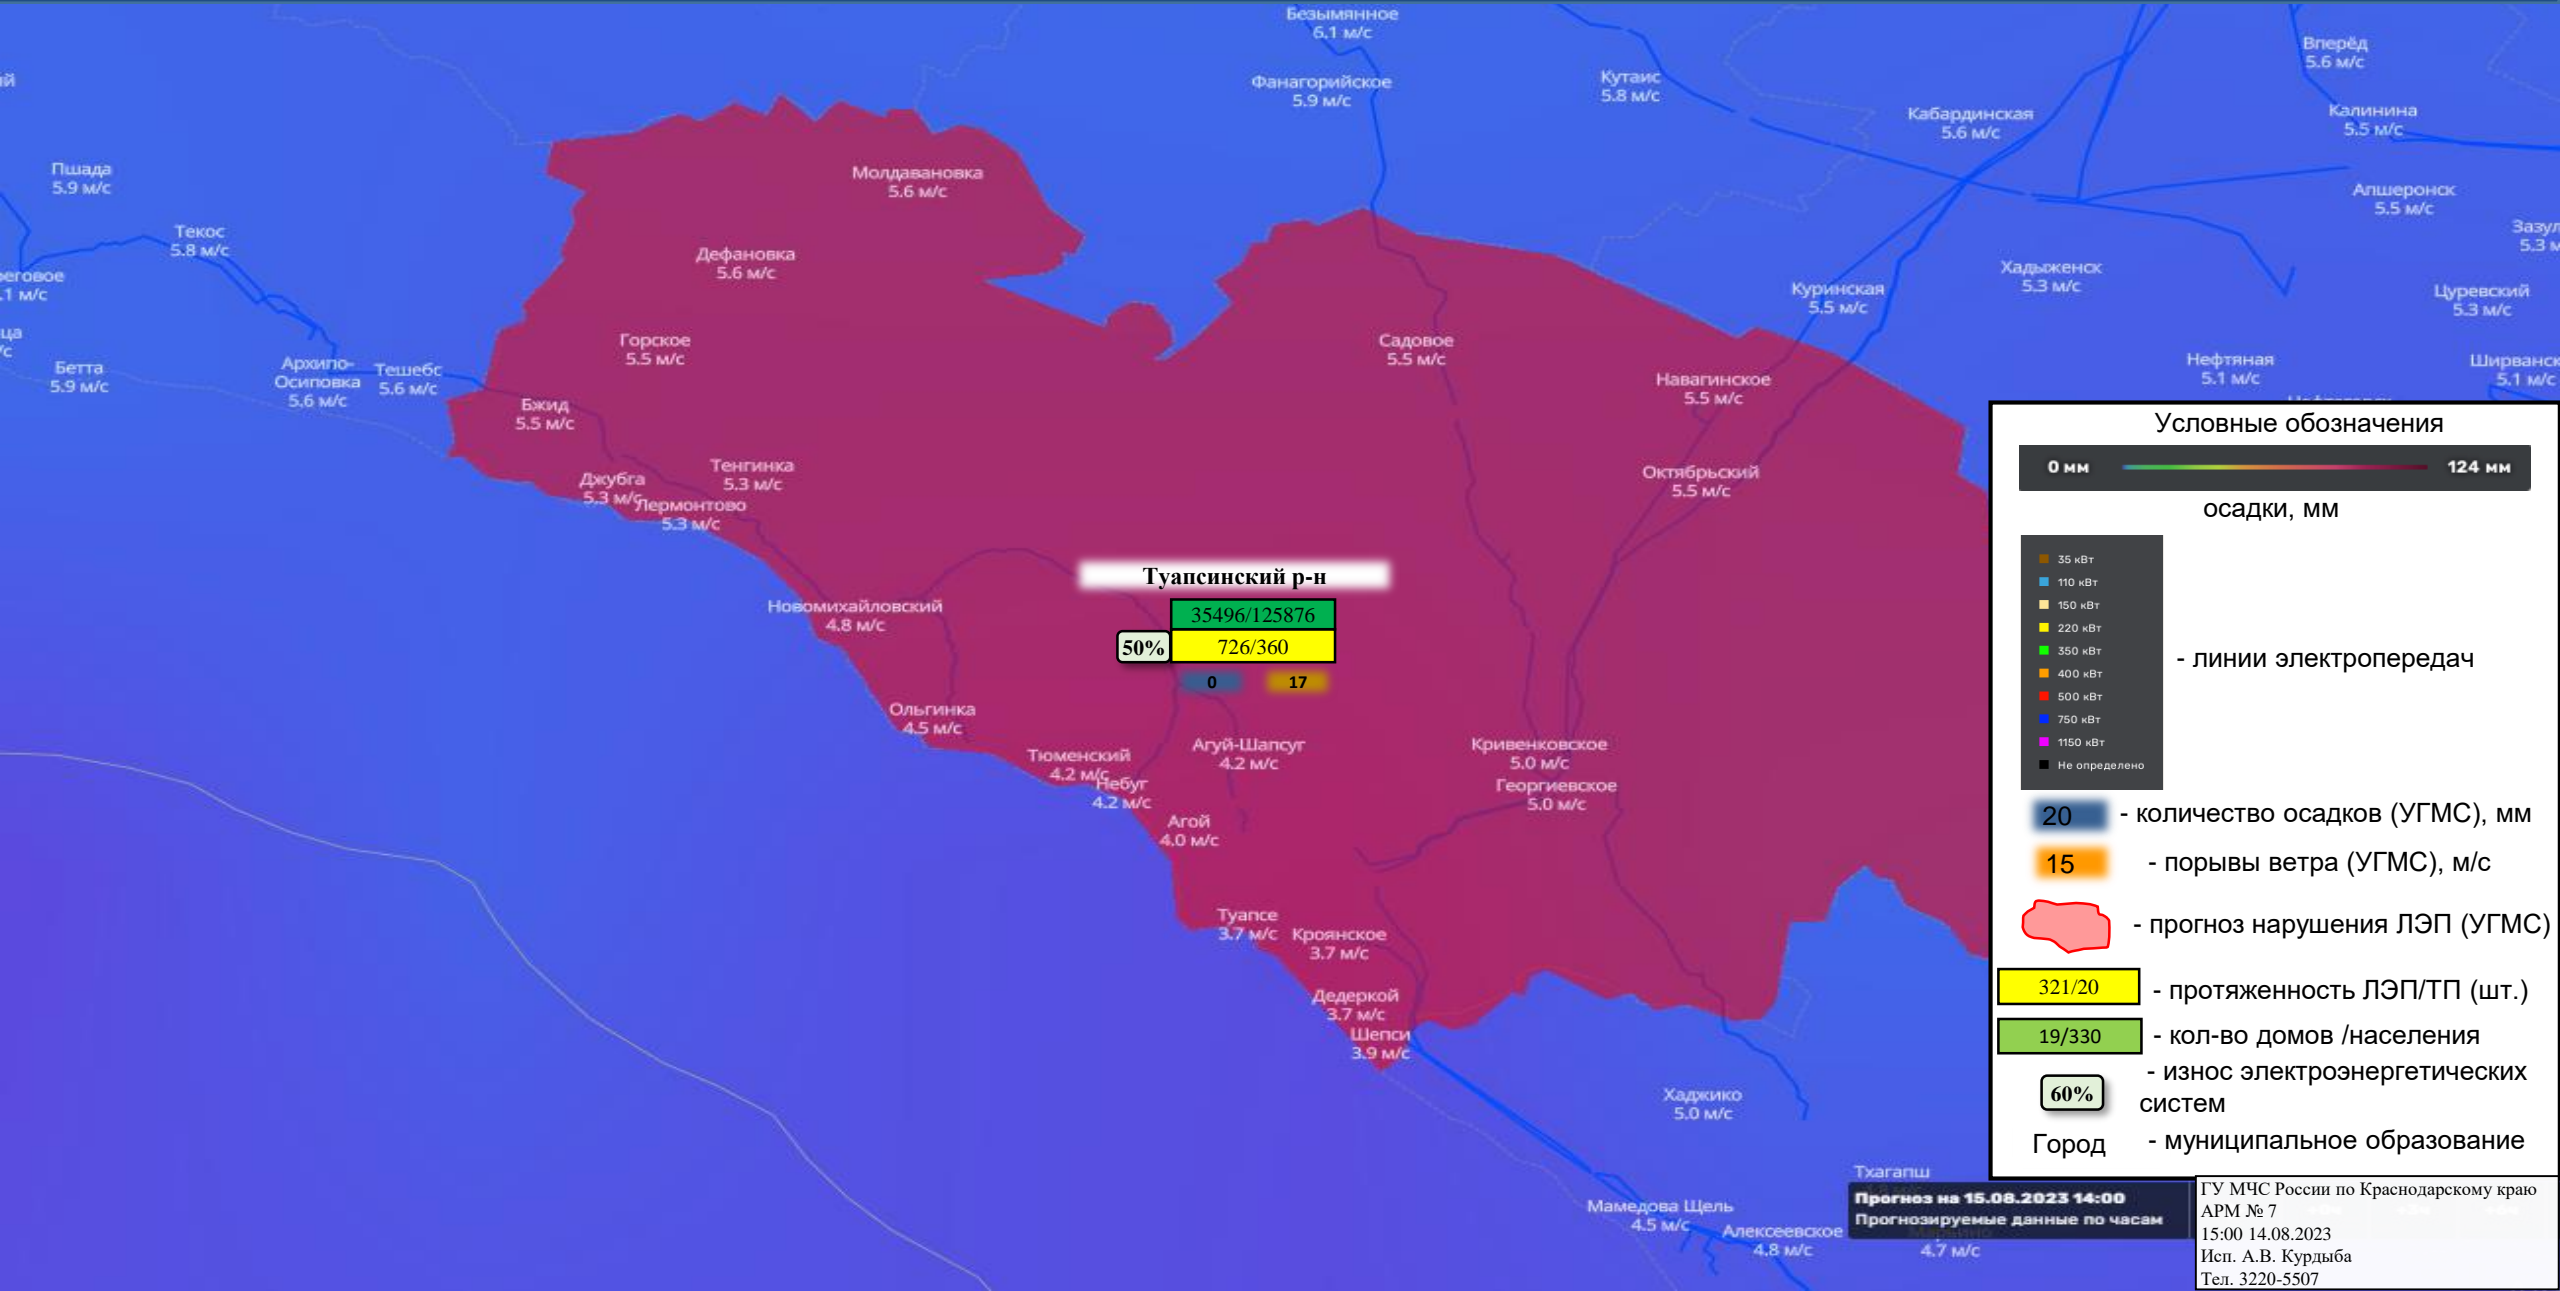 Безымянное
6.1 м/с
Фанагорийское
5.9 м/с
Кутаис
5.8 м/с
Вперёд
5.6 м/с
Кабардинская
5.6 м/с
Калинина
5.5 м/с
ий
Пшада
5.9 м/с
Молдавановка
5.6 м/с
Апшеронск
5.5 м/с
Текос
5.8 м/с
Зазул
5.3 м
Дефановка
5.6 м/с
Хадыженск
5.3 м/с
еговое
.1 м/с
Куринская
5.5 м/с
Цуревский
5.3 м/с
ца
/с
Горское
5.5 м/с
Садовое
5.5 м/с
Бетта
5.9 м/с
Архипо-
Осиповка
5.6 м/с
Тешебс
5.6 м/с
Навагинское
5.5 м/с
Нефтяная
5.1 м/с
Ширванск
5.1 м/с
Бжид
5.5 м/с
Джубга
5.3 м/с
Тенгинка
5.3 м/с
Лермонтово
5.3 м/с
Октябрьский
5.5 м/с
Туапсинский р-н
35496/125876
50%
726/360
0
17
Новомихайловский
4.8 м/с
Ольгинка
4.5 м/с
Тюменский
4.2 м/с
Небуг
4.2 м/с
Агуй-Шапсуг
4.2 м/с
Кривенковское
5.0 м/с
Георгиевское
5.0 м/с
Агой
4.0 м/с
Туапсе
3.7 м/с
Кроянское
3.7 м/с
Дедеркой
3.7 м/с
Шепси
3.9 м/с
Хаджико
5.0 м/с
Тхагапш
Мамедова Щель
4.5 м/с
Алексеевское
4.8 м/с
4.7 м/с
Прогноз на 15.08.2023 14:00
Прогнозируемые данные по часам
Условные обозначения
0 мм
124 мм
осадки, мм
35 кВт
110 кВт
150 кВт
220 кВт
350 кВт
400 кВт
500 кВт
750 кВт
1150 кВт
Не определено
- линии электропередач
20 - количество осадков (УГМС), мм
15 - порывы ветра (УГМС), м/с
- прогноз нарушения ЛЭП (УГМС)
321/20 - протяженность ЛЭП/ТП (шт.)
19/330 - кол-во домов /населения
60% - износ электроэнергетических
систем
Город - муниципальное образование
ГУ МЧС России по Краснодарскому краю
АРМ № 7
15:00 14.08.2023
Исп. А.В. Курдыба
Тел. 3220-5507